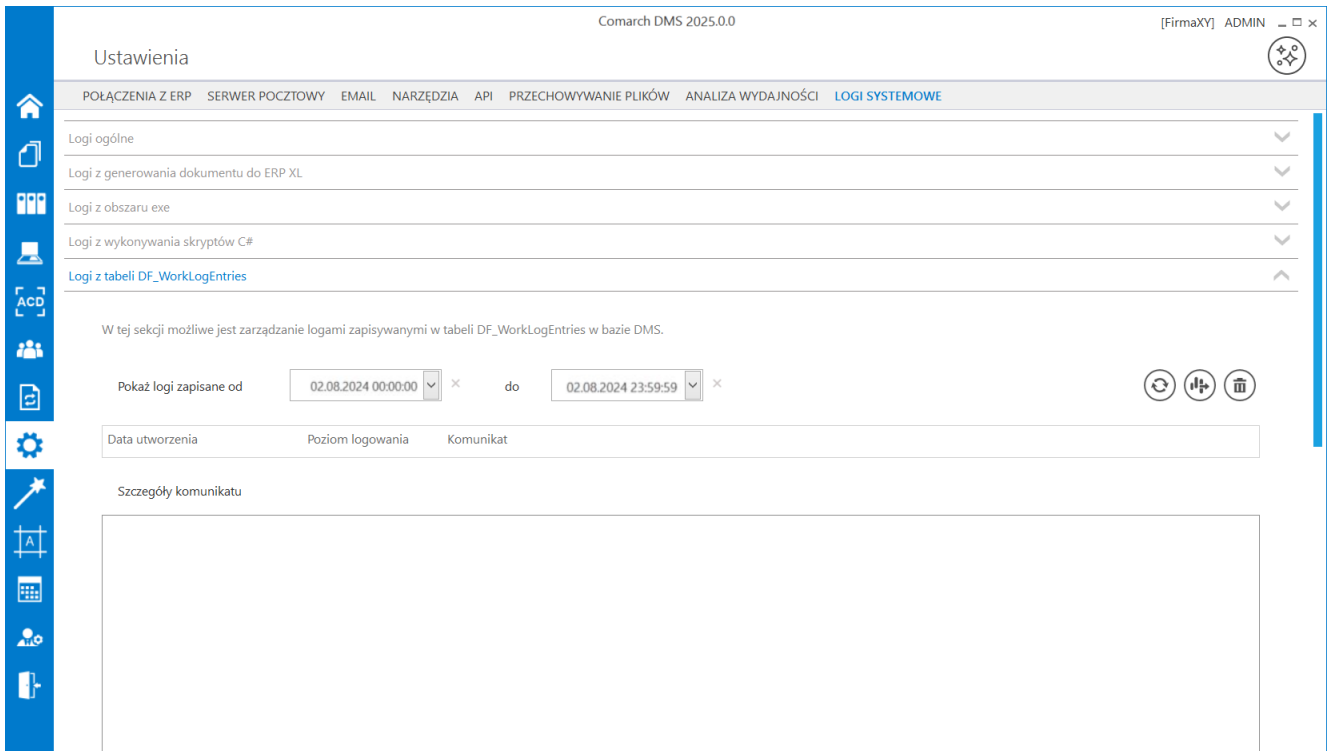 Comarch DMS 2025.0.0
[FirmaXY] ADMIN
Ustawienia
POŁĄCZENIA Z ERP SERWER POCZTOWY EMAIL NARZĘDZIA API PRZECHOWYWANIE PLIKÓW ANALIZA WYDAJNOŚCI LOGI SYSTEMOWE
Logi ogólne
Logi z generowania dokumentu do ERP XL
Logi z obszaru exe
Logi z wykonywania skryptów C#
Logi z tabeli DF_WorkLogEntries
ACD
W tej sekcji możliwe jest zarządzanie logami zapisywanymi w tabeli DF_WorkLogEntries w bazie DMS.
Pokaż logi zapisane od 02.08.2024 00:00:00 do 02.08.2024 23:59:59
Data utworzenia Poziom logowania Komunikat
Szczegóły komunikatu
A